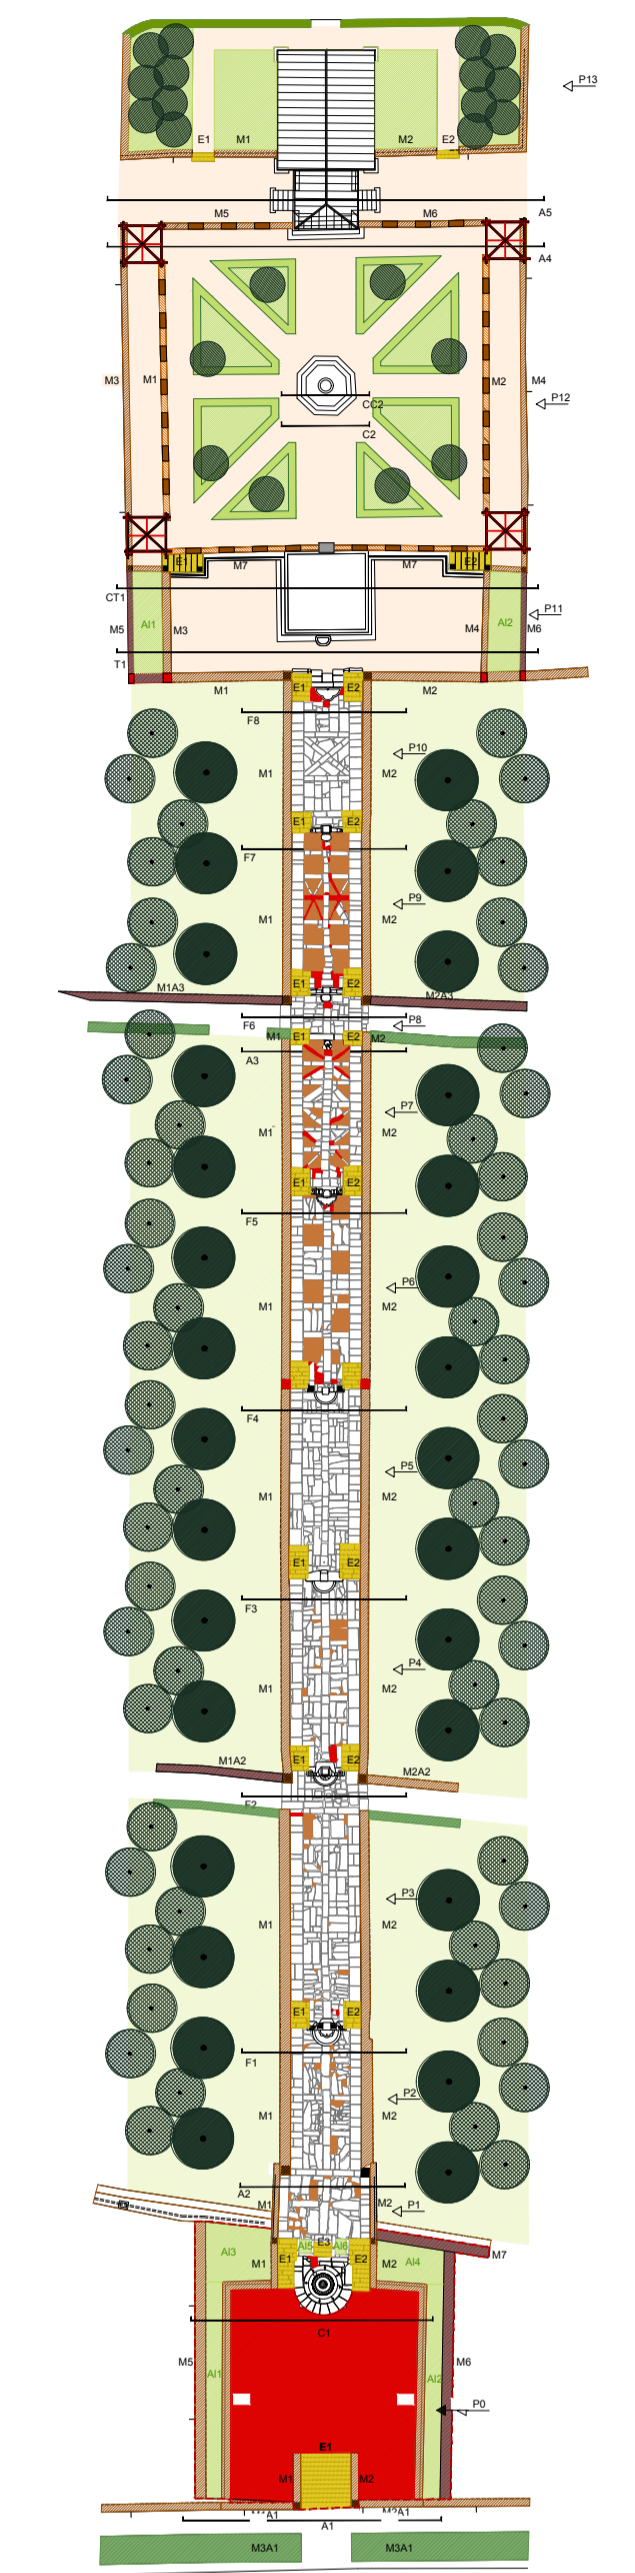 P13
E1 M1 M2 E2
M5 M6 A5
A4
M3 M1 M2 M4
P12
CC2
C2
E1 M7 M7 E2
CT1
M5 AI1 M3 M4 AI2 M6
P11
T1
M1 E1 E2 M2
F8
P10
M1 M2
E1 E2
F7
P9
M1 M2
E1 E2
M1A3 M2A3
F6 P8
M1 E1 E2 M2
A3
P7
M1 M2
E1 E2
F5
P6
M1 M2
F4
P5
M1 M2
E1 E2
F3
P4
M1 M2
E1 E2
M1A2 M2A2
F2
P3
M1 M2
E1 E2
F1
P2
M1 M2
A2
M1 M2 P1
AI5 E3 AI6
AI3 M1 E1 E2 M2 AI4 M7
C1
M5 M6
AI1 AI2
P0
E1
M1 M2
M1A1 M2A1
A1
M3A1 M3A1